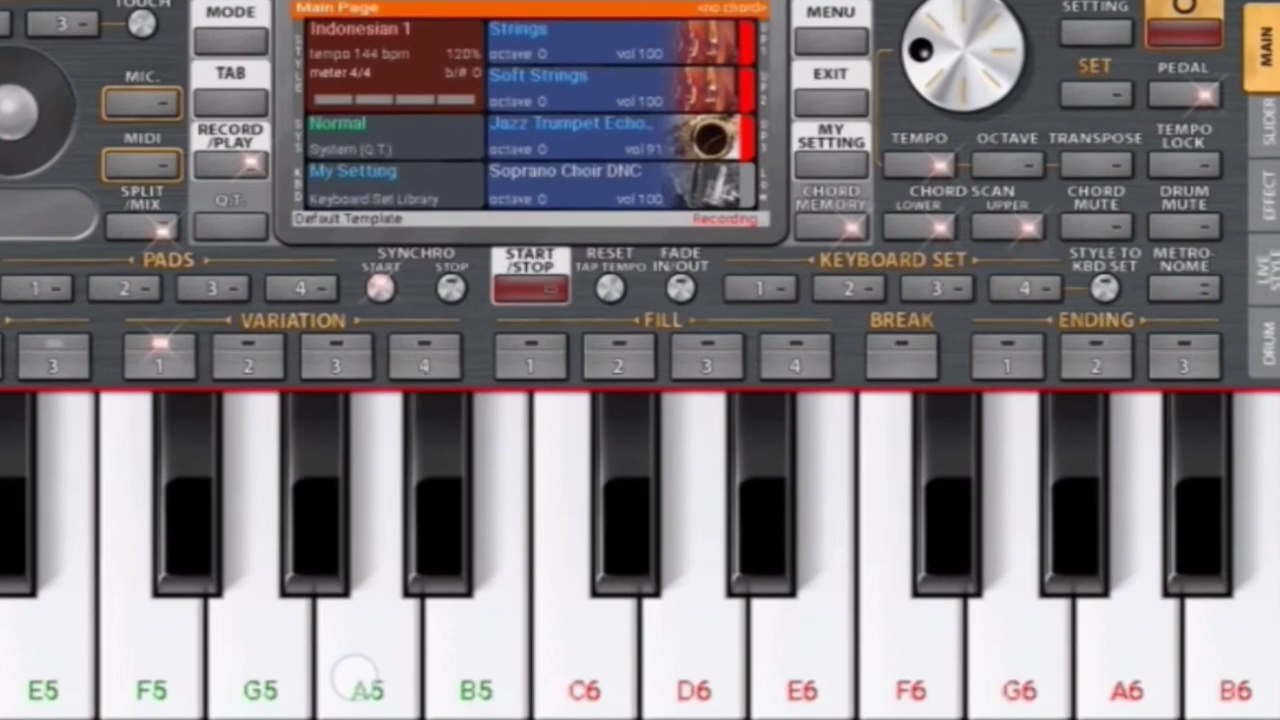 TOUCH
3
MIC.
MIDI
SPLIT
/MIX
MODE
TAB
RECORD
/PLAY
Q.T.
Main Page
<no chord>
Indonesian 1
tempo 144 bpm 120%
meter 4/4 b/# 0
Normal
System (Q.T.)
My Setting
Keyboard Set Library
Strings
octave 0 vol 100
Soft Strings
octave 0 vol 100
Jazz Trumpet Echo..
octave 0 vol 91
Soprano Choir DNC
octave 0 vol 100
Default Template
Recording
MENU
EXIT
MY
SETTING
CHORD
MEMORY
SETTING
SET
PEDAL
TEMPO OCTAVE TRANSPOSE TEMPO
LOCK
CHORD SCAN
LOWER UPPER
CHORD
MUTE
DRUM
MUTE
MAIN
SLIDER
EFFECT
DRUM
PADS
1 2 3 4
SYNCHRO
START STOP
START
/STOP
RESET
TAP TEMPO
FADE
IN/OUT
KEYBOARD SET
1 2 3 4
STYLE TO
KBD SET
METRO-
NOME
VARIATION FILL BREAK ENDING
3 1 2 3 4 1 2 3 4 1 2 3
E5 F5 G5 A5 B5 C6 D6 E6 F6 G6 A6 B6